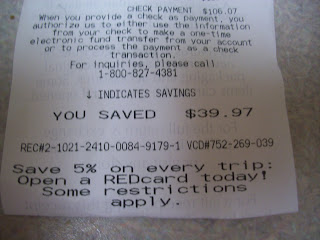 CHECK PAYMENT $106.07
When you provide a check as payment, you
authorize us to either use the information
from your check to make a one-time
electronic fund transfer from your account
or to process the payment as a check
transaction.
For inquiries, please call
1-800-827-4381
↓ INDICATES SAVINGS
YOU SAVED $39.97
REC#2-1021-2410-0084-9179-1 VCD#752-269-039
Save 5% on every trip:
Open a REDcard today!
Some restrictions
apply.